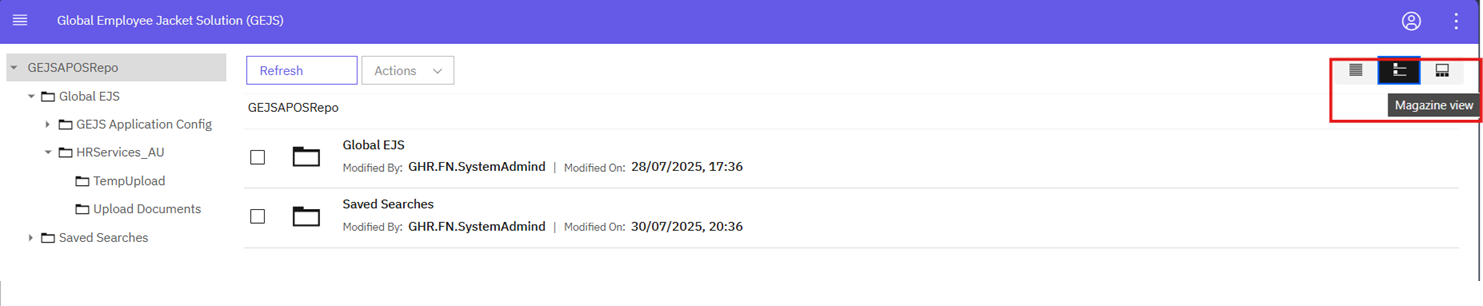 Global Employee Jacket Solution (GEJS)
GEJSAPOSRepo
Global EJS
GEJS Application Config
HRServices_AU
TempUpload
Upload Documents
Saved Searches
Refresh
Actions
Magazine view
GEJSAPOSRepo
Global EJS
Modified By: GHR.FN.SystemAdmind | Modified On: 28/07/2025, 17:36
Saved Searches
Modified By: GHR.FN.SystemAdmind | Modified On: 30/07/2025, 20:36